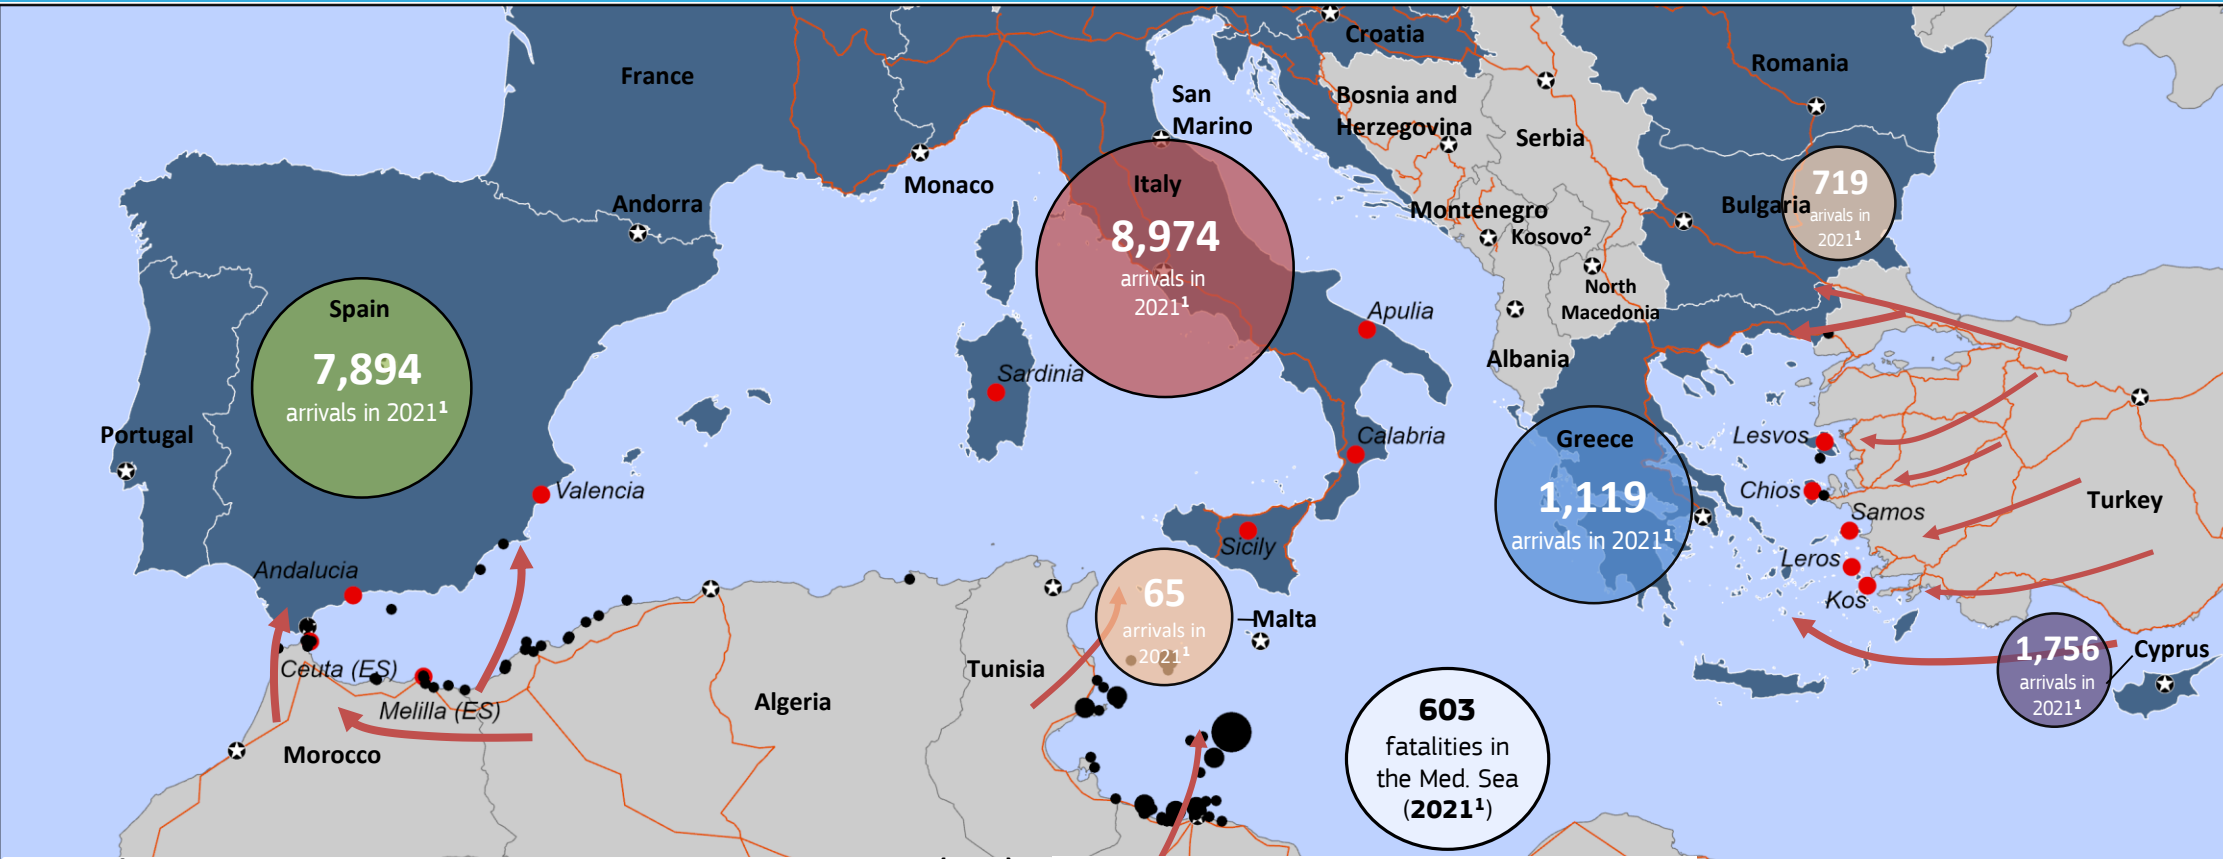 Croatia
France
Romania
San
Marino
Bosnia and
Herzegovina
Serbia
Monaco
Italy
8,974
arrivals in
2021¹
Andorra
Montenegro
Kosovo²
Bulgaria
719
arivals in
2021¹
North
Macedonia
Albania
Spain
7,894
arrivals in 2021¹
Apulia
Sardinia
Portugal
Calabria
Greece
1,119
arrivals in 2021¹
Lesvos
Valencia
Chios
Turkey
Samos
Sicily
Leros
Kos
Andalucia
65
arrivals in
2021¹
Malta
1,756
arrivals in
2021¹
Cyprus
Ceuta (ES)
Tunisia
Melilla (ES)
Algeria
Morocco
603
fatalities in
the Med. Sea
(2021¹)